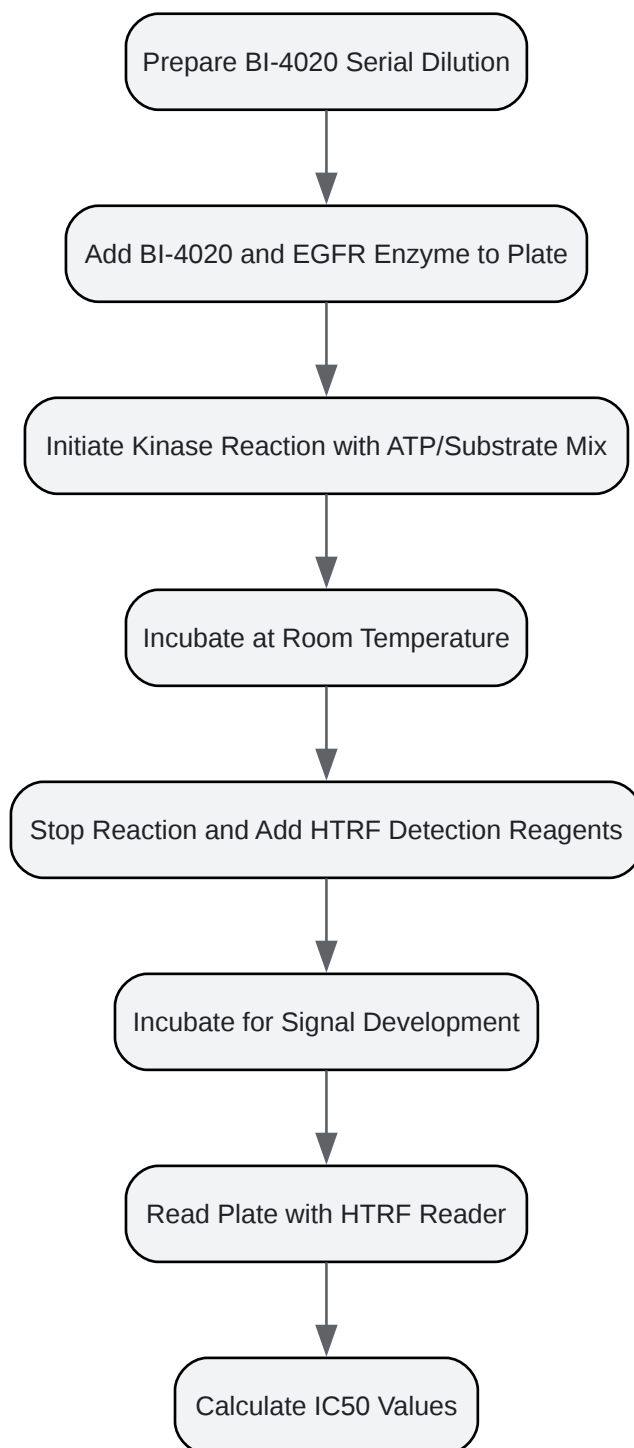 Prepare BI-4020 Serial Dilution
Add BI-4020 and EGFR Enzyme to Plate
Initiate Kinase Reaction with ATP/Substrate Mix
Incubate at Room Temperature
Stop Reaction and Add HTRF Detection Reagents
Incubate for Signal Development
Read Plate with HTRF Reader
Calculate IC50 Values